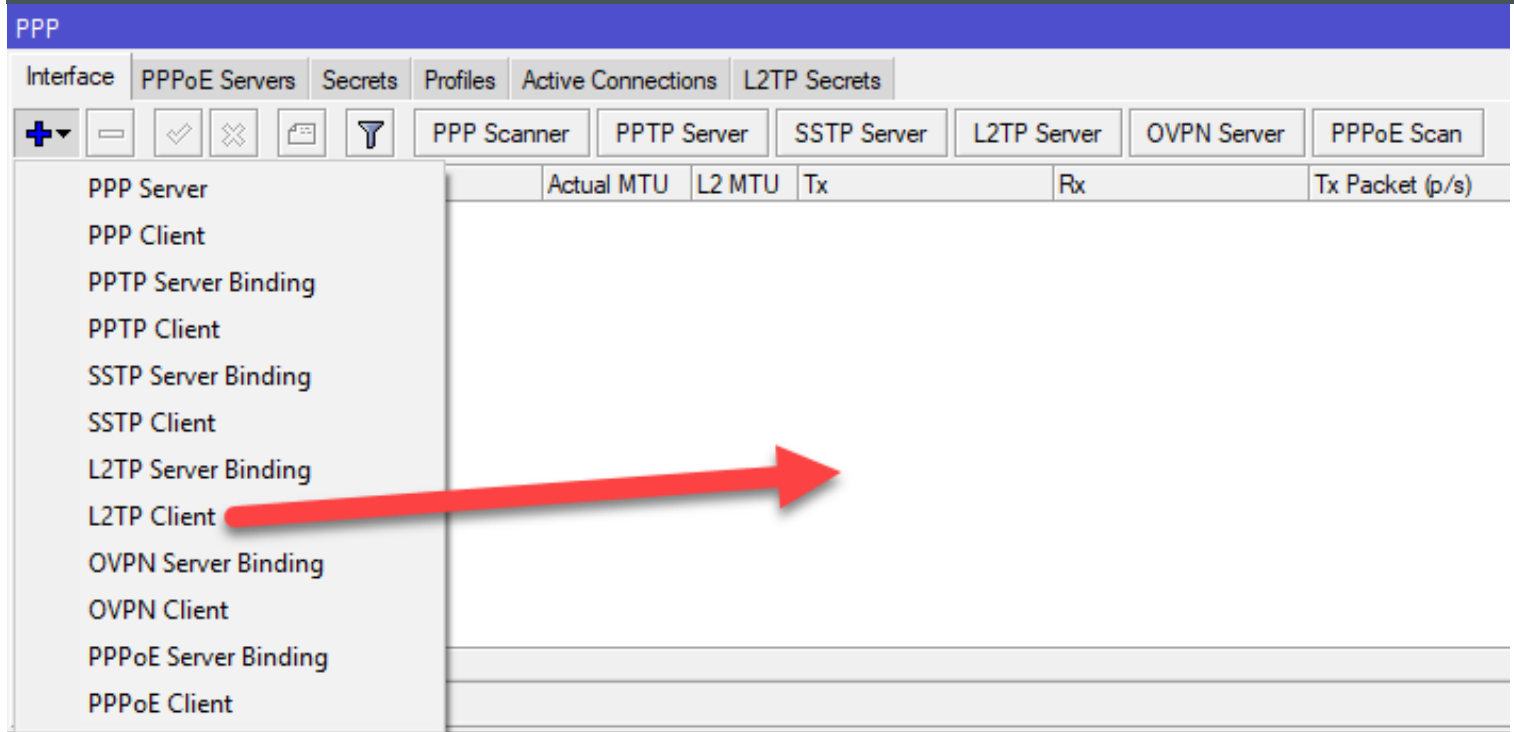 PPP
Interface PPPoE Servers Secrets Profiles Active Connections L2TP Secrets
PPP Scanner PPTP Server SSTP Server L2TP Server OVPN Server PPPoE Scan
Actual MTU L2 MTU Tx Rx Tx Packet (p/s)
PPP Server
PPP Client
PPTP Server Binding
PPTP Client
SSTP Server Binding
SSTP Client
L2TP Server Binding
L2TP Client
OVPN Server Binding
OVPN Client
PPPoE Server Binding
PPPoE Client